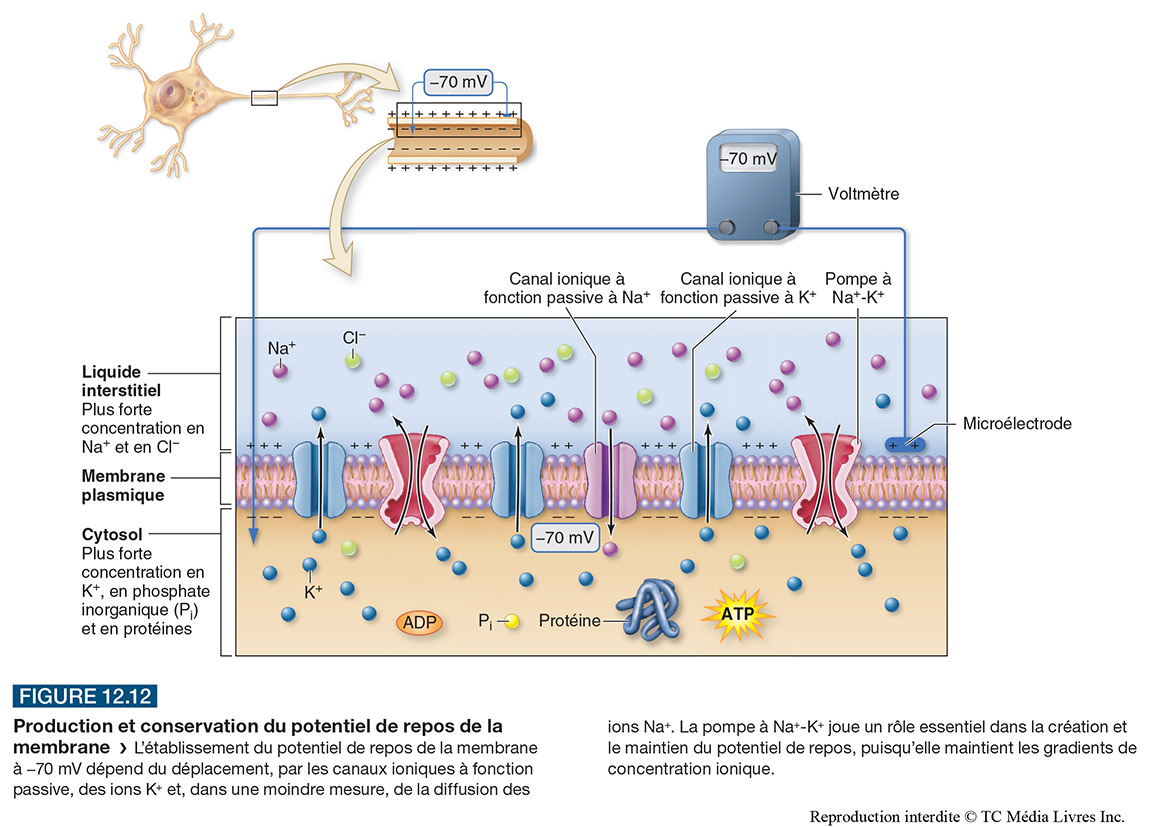 –70 mV
+ + + + + + + + + +
– – – – – – – – –
– – – – – – – – –
+ + + + + + + + + +
–70 mV
Voltmètre
Canal ionique à
fonction passive à Na⁺
Canal ionique à
fonction passive à K⁺
Pompe à
Na⁺-K⁺
Na⁺
Cl⁻
Liquide
interstitiel
Plus forte
concentration en
Na⁺ et en Cl⁻
Microélectrode
Membrane
plasmique
–70 mV
Cytosol
Plus forte
concentration en
K⁺, en phosphate
inorganique (Pi)
et en protéines
K⁺
ADP
Pi
Protéine
ATP
FIGURE 12.12
Production et conservation du potentiel de repos de la
membrane ❯ L’établissement du potentiel de repos de la membrane
à –70 mV dépend du déplacement, par les canaux ioniques à fonction
passive, des ions K⁺ et, dans une moindre mesure, de la diffusion des
ions Na⁺. La pompe à Na⁺-K⁺ joue un rôle essentiel dans la création et
le maintien du potentiel de repos, puisqu’elle maintient les gradients de
concentration ionique.
Reproduction interdite © TC Média Livres Inc.